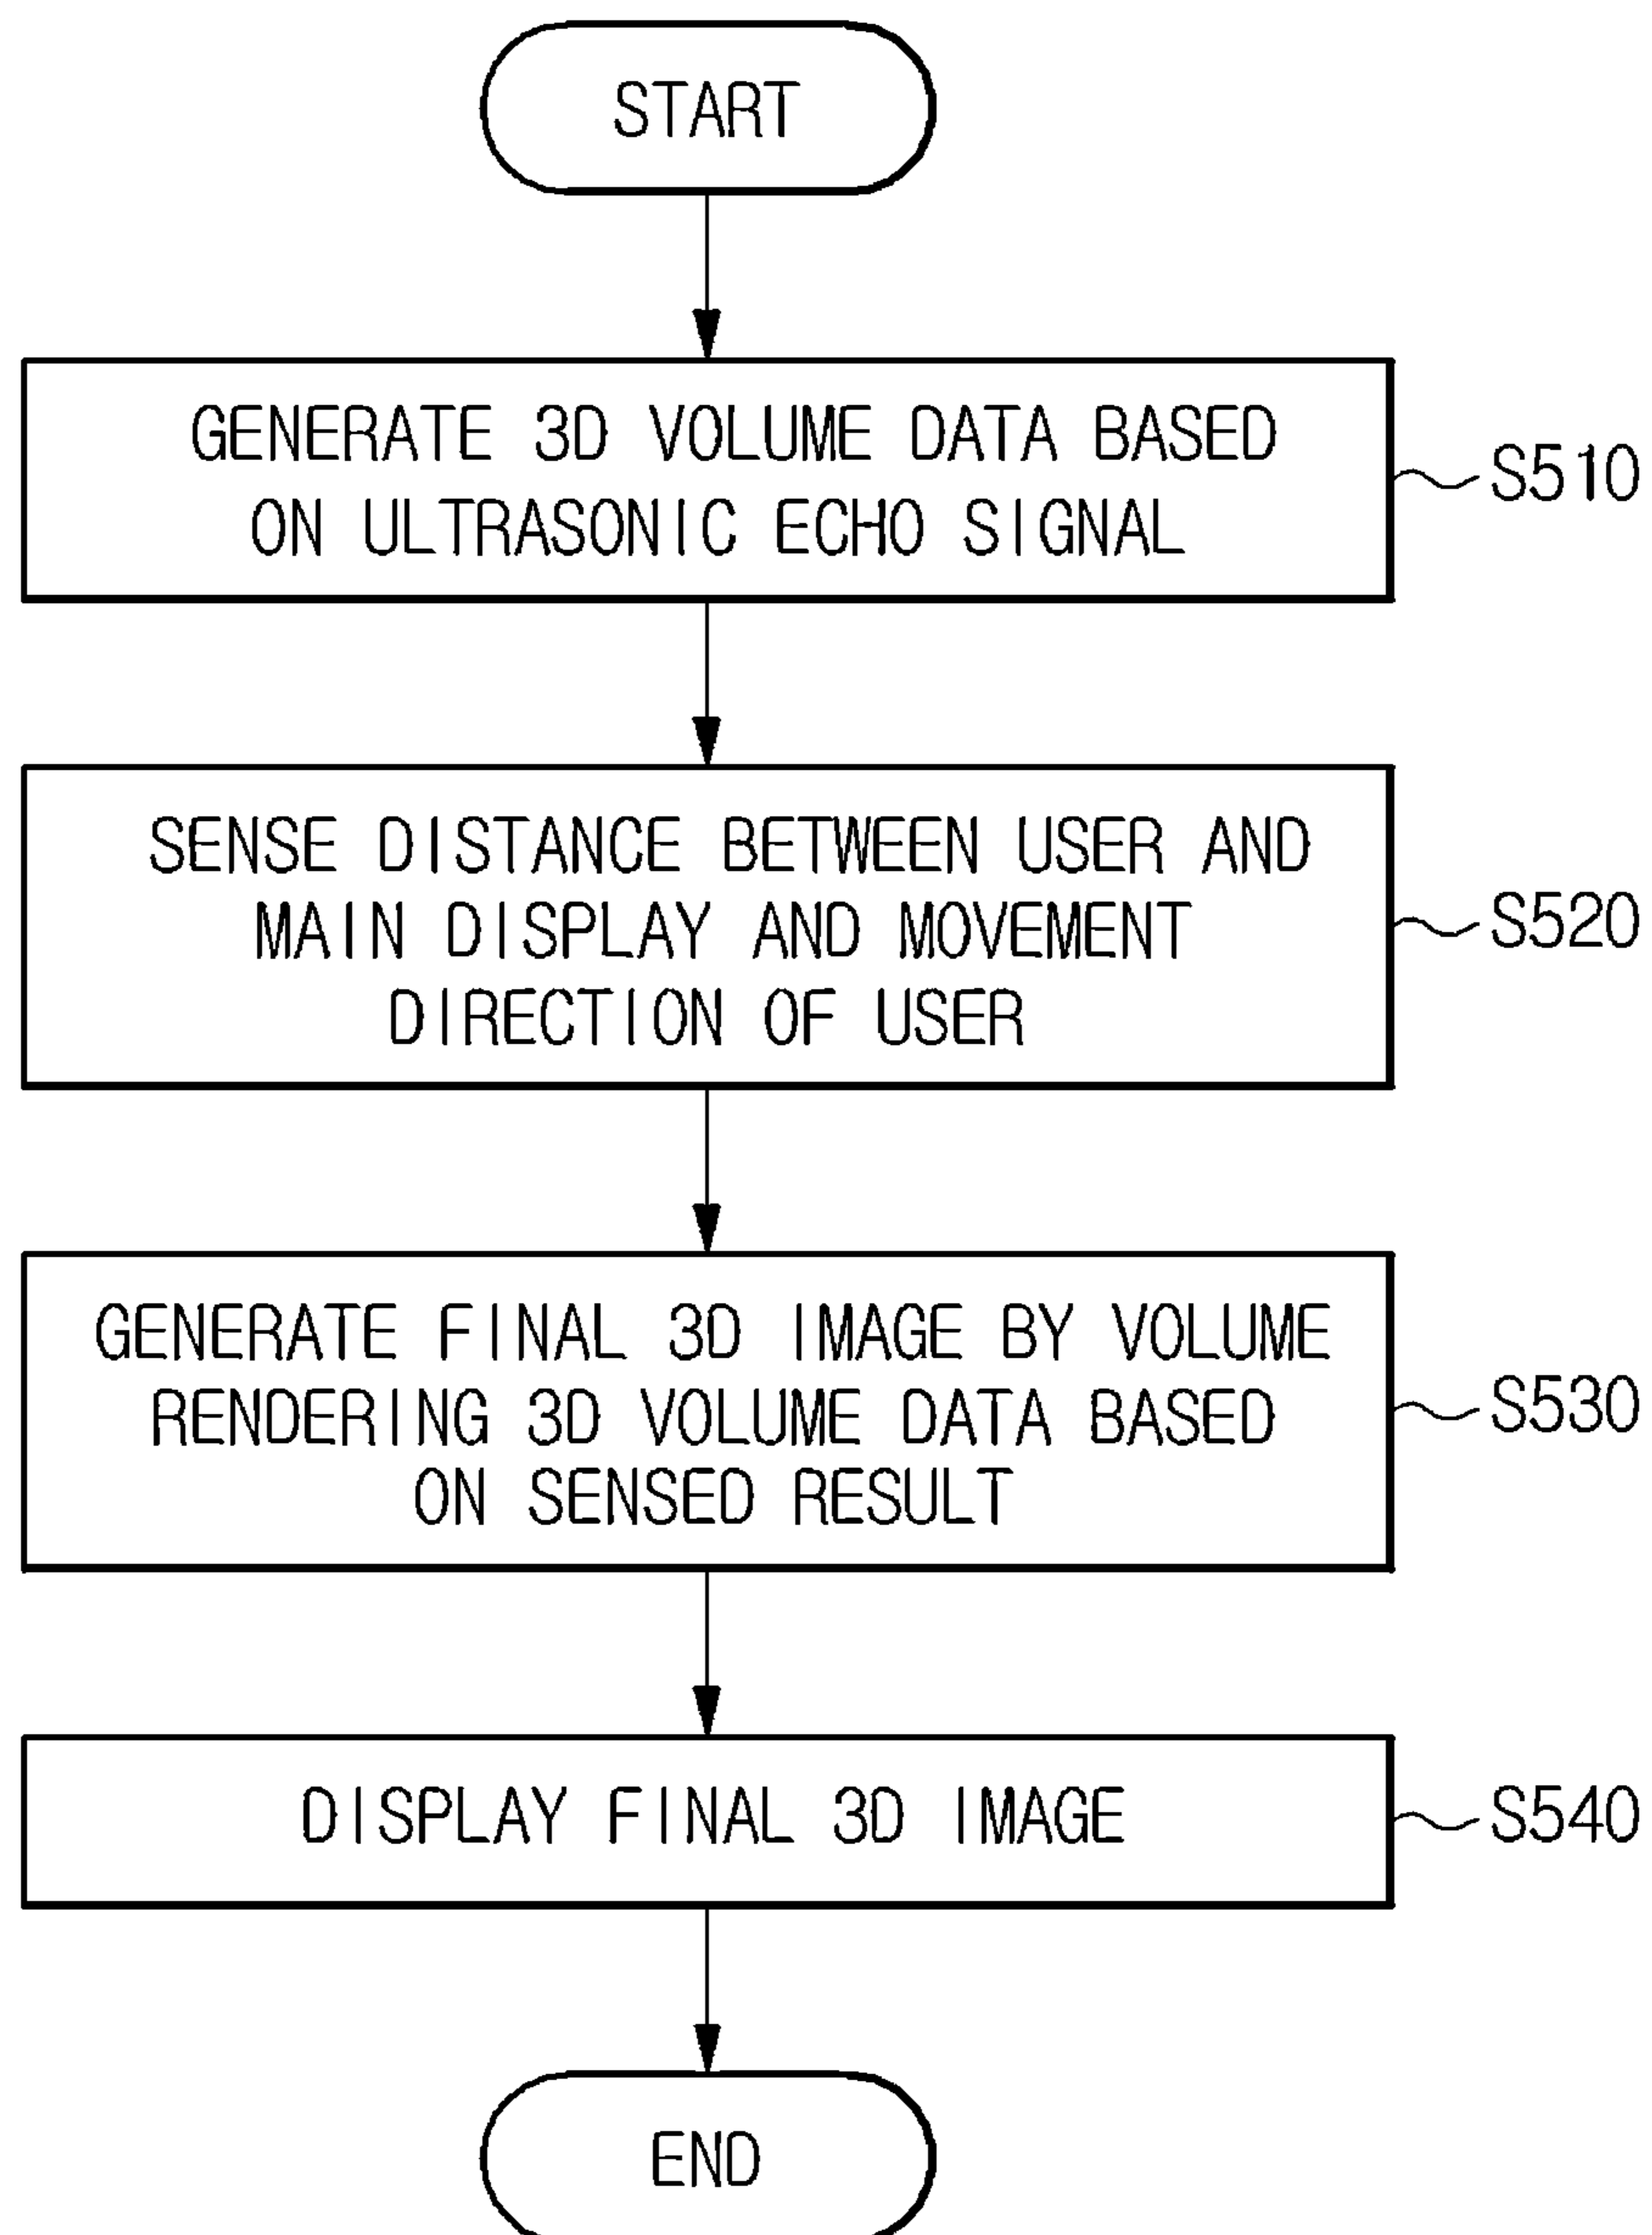 START
GENERATE 3D VOLUME DATA BASED
ON ULTRASONIC ECHO SIGNAL
S510
SENSE DISTANCE BETWEEN USER AND
MAIN DISPLAY AND MOVEMENT
DIRECTION OF USER
S520
GENERATE FINAL 3D IMAGE BY VOLUME
RENDERING 3D VOLUME DATA BASED
ON SENSED RESULT
S530
DISPLAY FINAL 3D IMAGE
S540
END